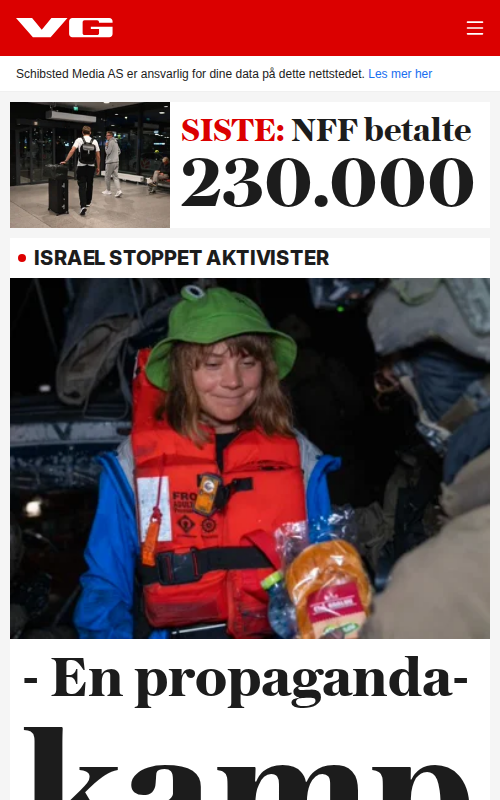 VG
Schibsted Media AS er ansvarlig for dine data på dette nettstedet. Les mer her
SISTE: NFF betalte
230.000
ISRAEL STOPPET AKTIVISTER
- En propaganda-
kamp